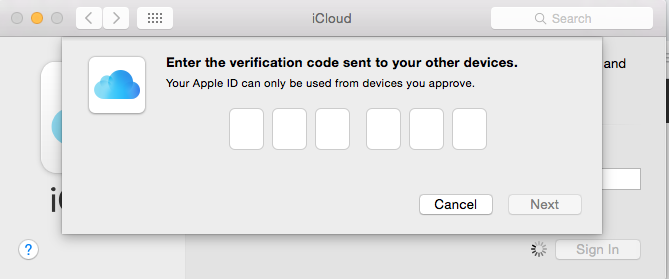 iCloud
Search
Enter the verification code sent to your other devices.
Your Apple ID can only be used from devices you approve.
and
Cancel
Next
?
Sign In